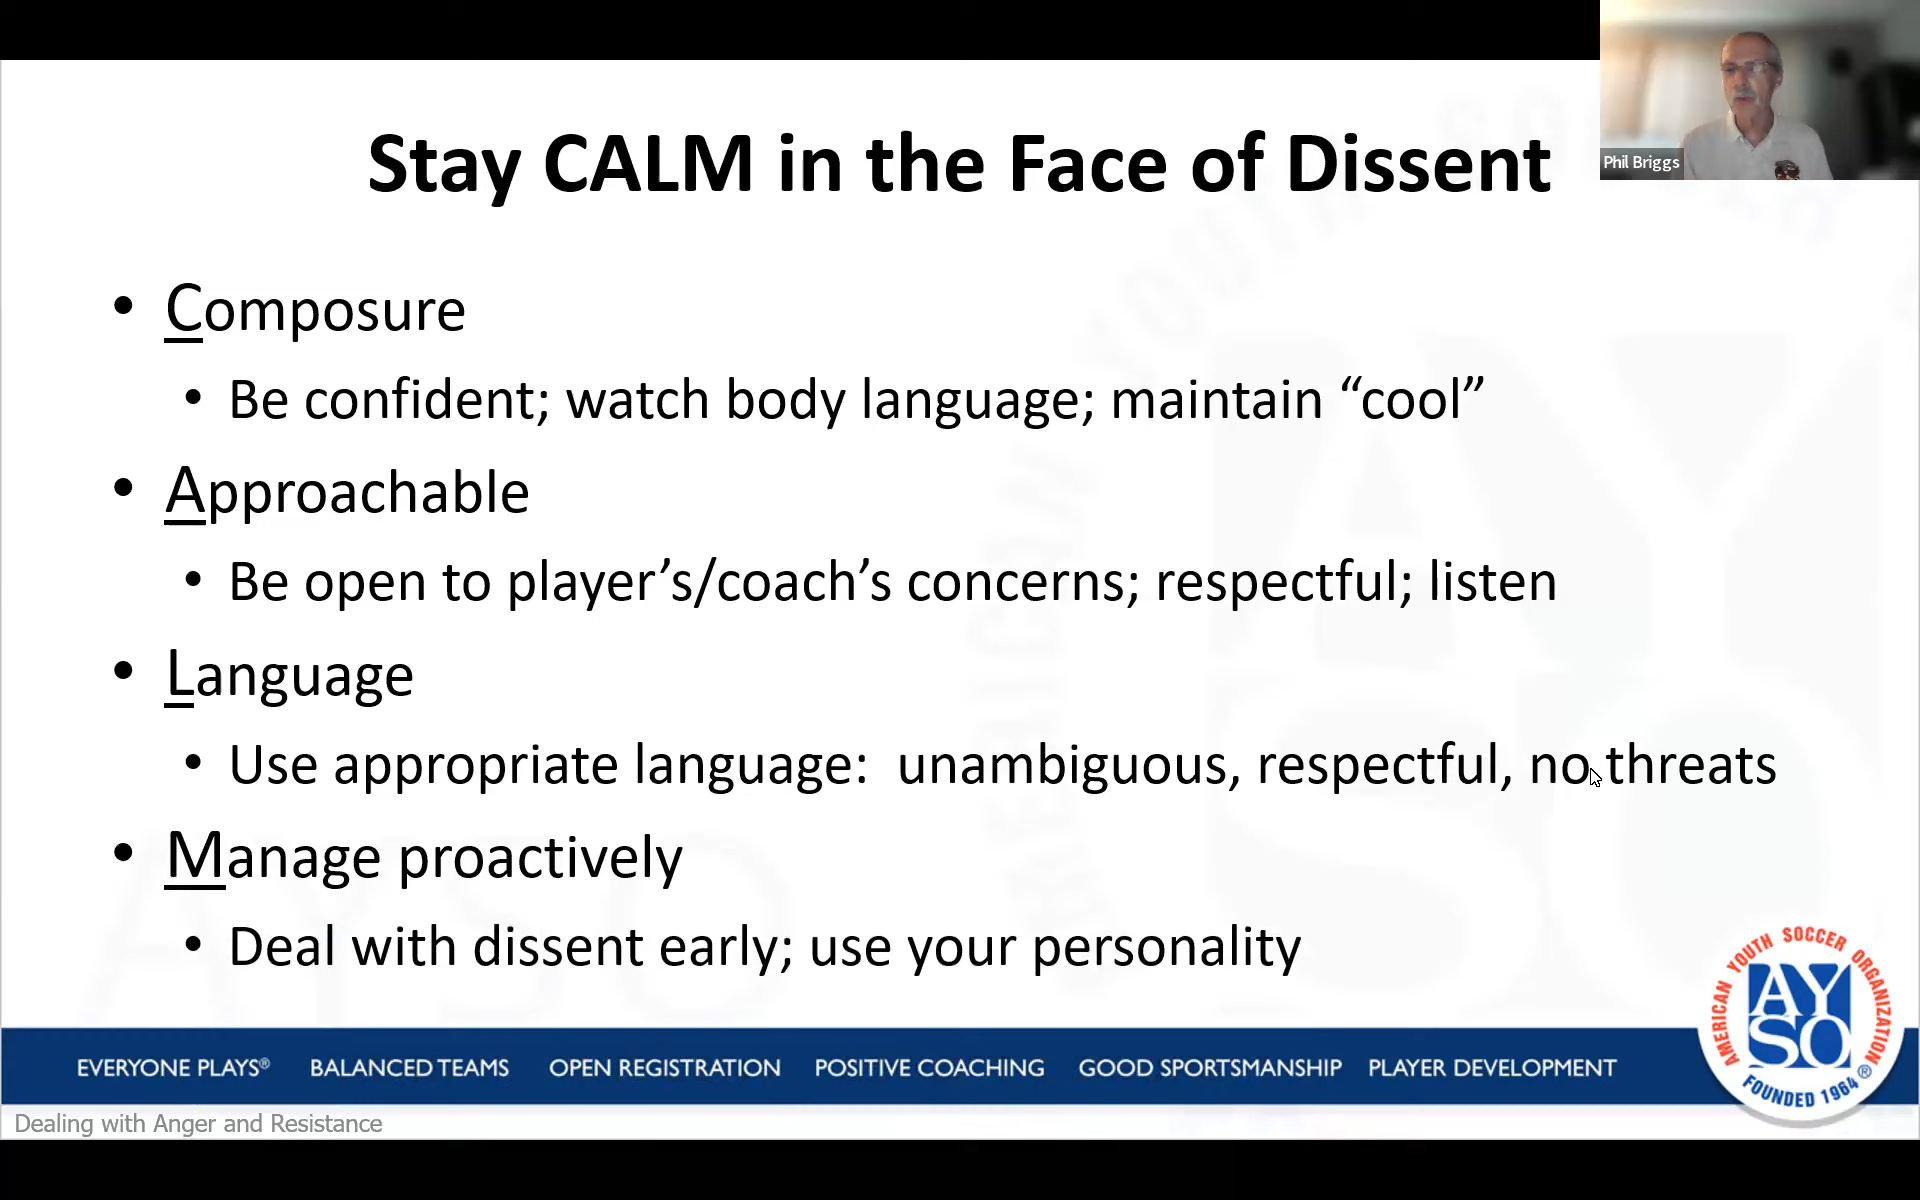 Stay CALM in the Face of Dissent
Phil Briggs
• Composure
• Be confident; watch body language; maintain “cool”
• Approachable
• Be open to player’s/coach’s concerns; respectful; listen
• Language
• Use appropriate language:  unambiguous, respectful, no threats
• Manage proactively
• Deal with dissent early; use your personality
EVERYONE PLAYS® BALANCED TEAMS OPEN REGISTRATION POSITIVE COACHING GOOD SPORTSMANSHIP PLAYER DEVELOPMENT
AMERICAN YOUTH SOCCER ORGANIZATION
AY
SO
®
FOUNDED 1964
Dealing with Anger and Resistance